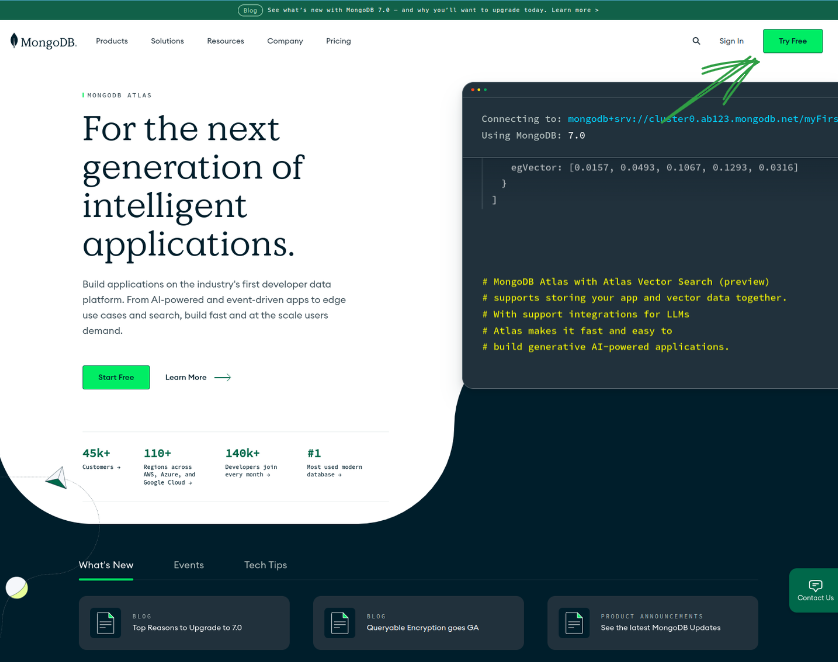 Blog See what's new with MongoDB 7.0 — and why you'll want to upgrade today. Learn more >
MongoDB. Products Solutions Resources Company Pricing Sign In Try Free
MONGODB ATLAS
For the next
generation of
intelligent
applications.
Build applications on the industry's first developer data
platform. From AI-powered and event-driven apps to edge
use cases and search, build fast and at the scale users
demand.
Start Free Learn More
Connecting to: mongodb+srv://cluster0.ab123.mongodb.net/myFirs
Using MongoDB: 7.0
egVector: [0.0157, 0.0493, 0.1067, 0.1293, 0.0316]
}
]
# MongoDB Atlas with Atlas Vector Search (preview)
# supports storing your app and vector data together.
# With support integrations for LLMs
# Atlas makes it fast and easy to
# build generative AI-powered applications.
45k+ 110+ 140k+ #1
Customers → Regions across Developers join Most used modern
AWS, Azure, and every month → database →
Google Cloud →
What's New Events Tech Tips
Contact Us
BLOG
Top Reasons to Upgrade to 7.0
BLOG
Queryable Encryption goes GA
PRODUCT ANNOUNCEMENTS
See the latest MongoDB Updates